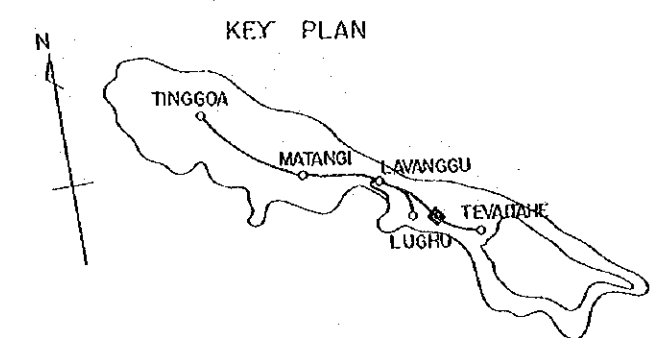 KEY PLAN
N
TINGGOA
MATANGI
LAVANGGU
TEVAITAHE
LUGHU